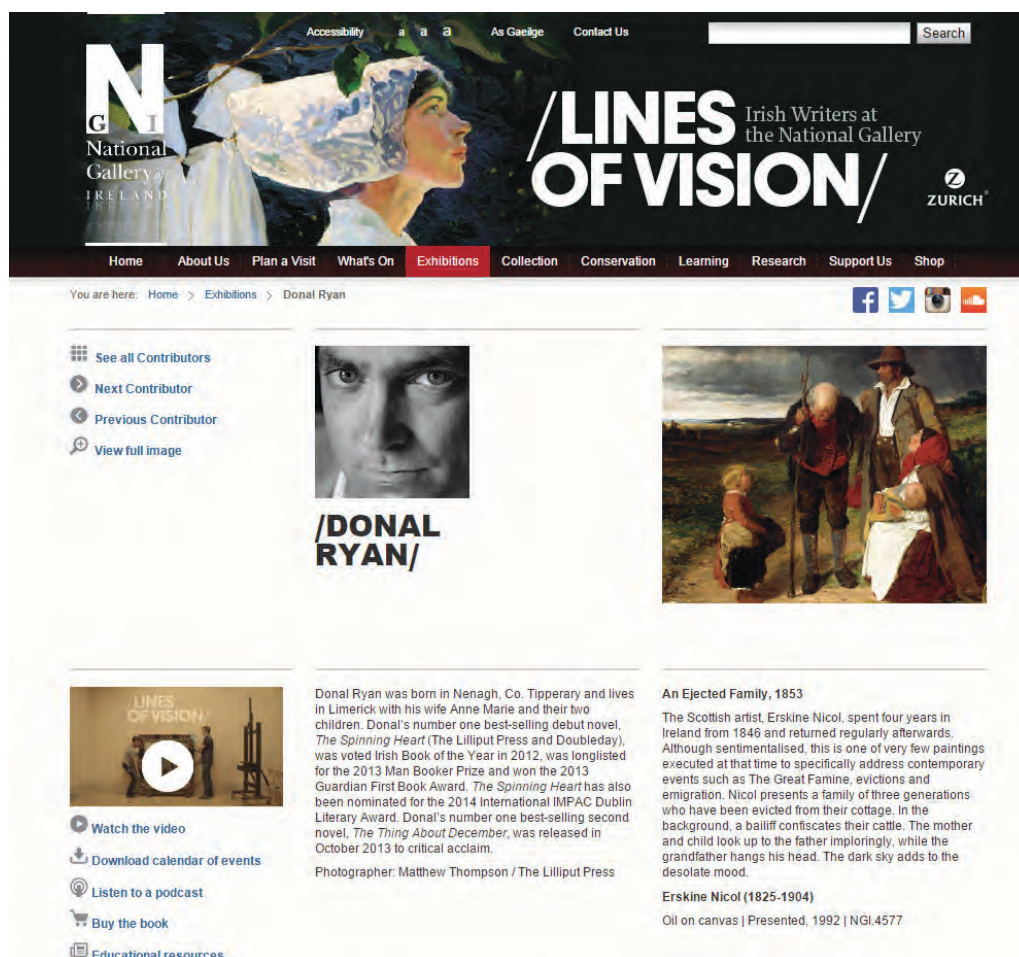 Accessibility a a a As Gaeilge Contact Us Search
N
G I
National
Gallery of
IRELAND
/LINES
OF VISION/
Irish Writers at
the National Gallery
ZURICH®
Home About Us Plan a Visit What's On Exhibitions Collection Conservation Learning Research Support Us Shop
You are here: Home > Exhibitions > Donal Ryan
See all Contributors
Next Contributor
Previous Contributor
View full image
/DONAL
RYAN/
/LINES
OF VISION/
Watch the video
Download calendar of events
Listen to a podcast
Buy the book
Educational resources
Donal Ryan was born in Nenagh, Co. Tipperary and lives
in Limerick with his wife Anne Marie and their two
children. Donal's number one best-selling debut novel,
The Spinning Heart (The Lilliput Press and Doubleday),
was voted Irish Book of the Year in 2012, was longlisted
for the 2013 Man Booker Prize and won the 2013
Guardian First Book Award. The Spinning Heart has also
been nominated for the 2014 International IMPAC Dublin
Literary Award. Donal's number one best-selling second
novel, The Thing About December, was released in
October 2013 to critical acclaim.
Photographer: Matthew Thompson / The Lilliput Press
An Ejected Family, 1853
The Scottish artist, Erskine Nicol, spent four years in
Ireland from 1846 and returned regularly afterwards.
Although sentimentalised, this is one of very few paintings
executed at that time to specifically address contemporary
events such as The Great Famine, evictions and
emigration. Nicol presents a family of three generations
who have been evicted from their cottage. In the
background, a bailiff confiscates their cattle. The mother
and child look up to the father imploringly, while the
grandfather hangs his head. The dark sky adds to the
desolate mood.
Erskine Nicol (1825-1904)
Oil on canvas | Presented, 1992 | NGI.4577